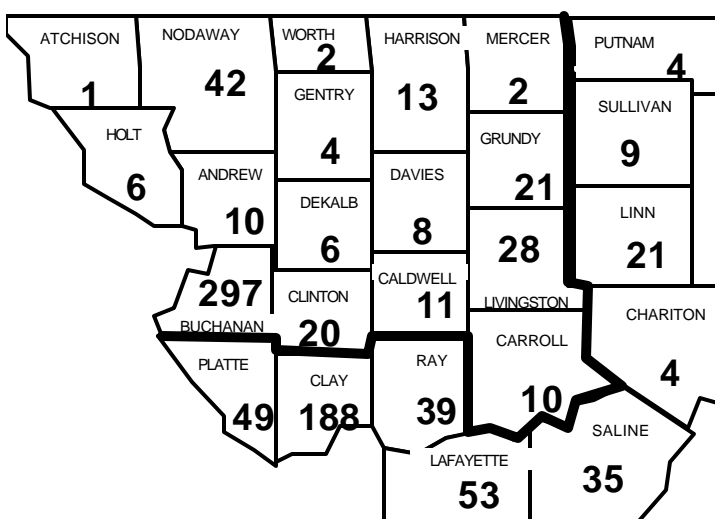 ATCHISON
1
NODAWAY
42
WORTH
2
HARRISON
13
MERCER
2
PUTNAM
4
GENTRY
4
SULLIVAN
9
HOLT
6
GRUNDY
21
ANDREW
10
DAVIES
8
DEKALB
6
LINN
21
28
LIVINGSTON
297
BUCHANAN
CLINTON
20
CALDWELL
11
CHARITON
4
CARROLL
10
PLATTE
49
CLAY
188
RAY
39
SALINE
35
LAFAYETTE
53